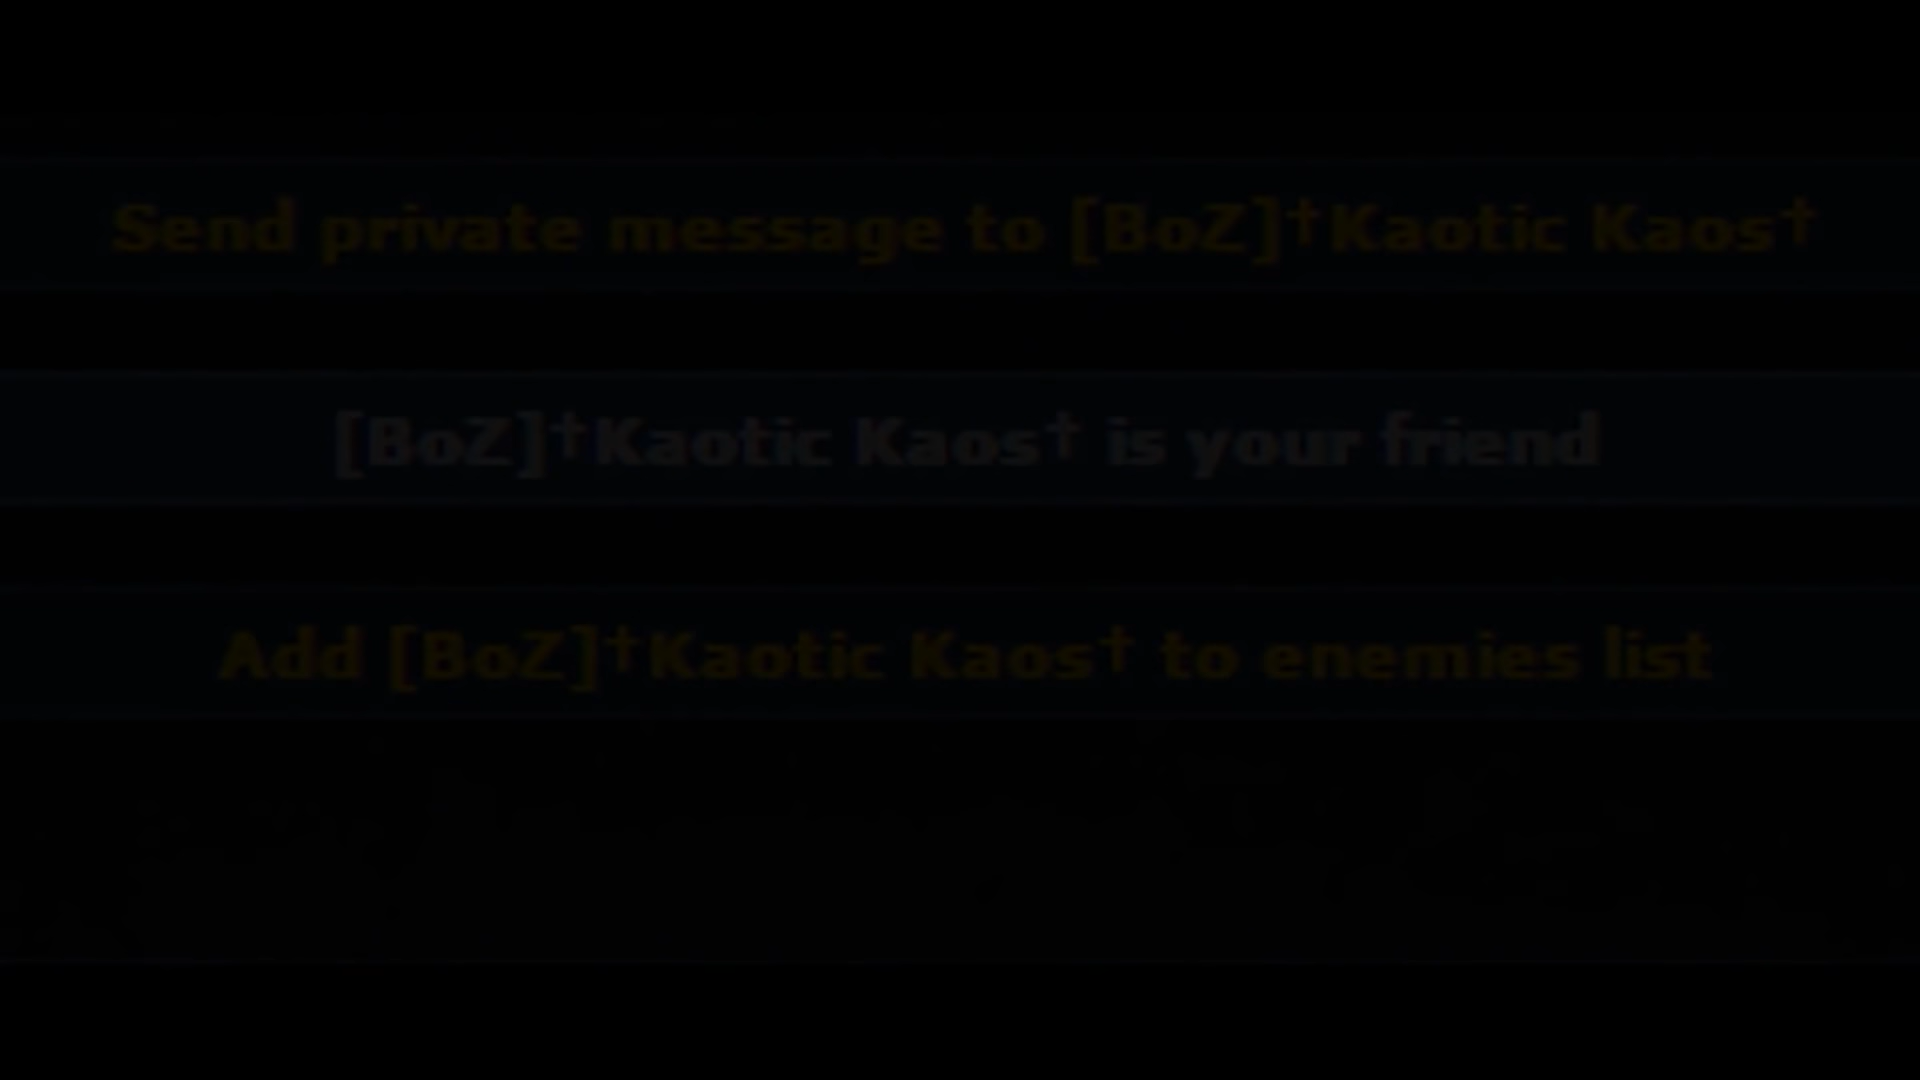 Send private message to [BoZ]†Kaotic Kaos†
[BoZ]†Kaotic Kaos† is your friend
Add [BoZ]†Kaotic Kaos† to enemies list